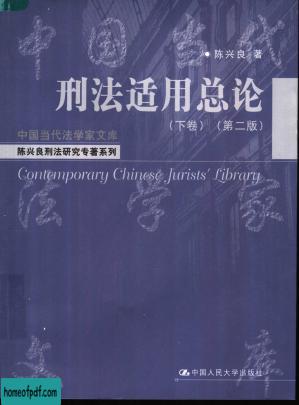 中国当代
·陈兴良 著
刑法适用总论
(下卷) (第二版)
中国当代法学家文库
陈兴良刑法研究专著系列
Contemporary Chinese Jurists' Library
法学家
文库
中国人民大学出版社
homeofpdf.com